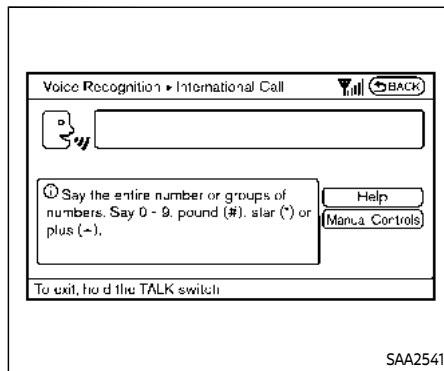 Voice Recognition ▸ International Call BACK
ⓘ Say the entire number or groups of
numbers. Say 0 - 9, pound (#), star (*) or
plus (+).
Help
Manual Controls
To exit, hold the TALK switch
SAA2541